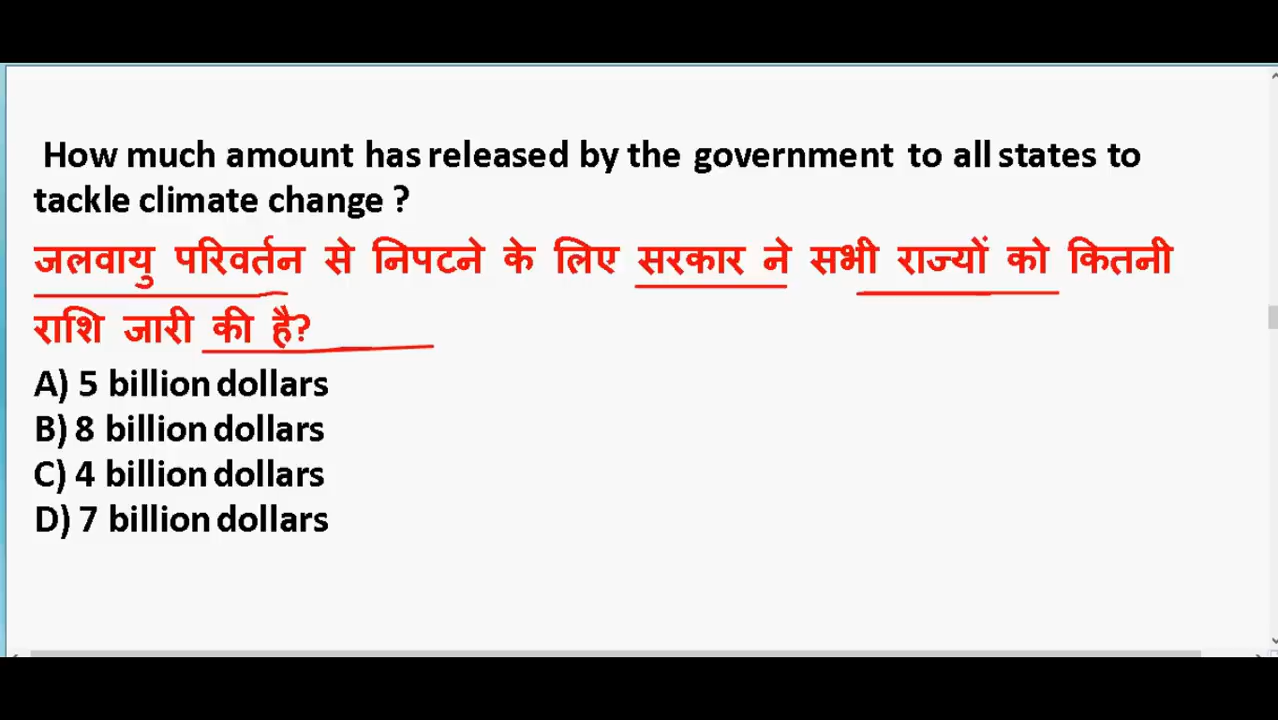 How much amount has released by the government to all states to
tackle climate change ?
जलवायु परिवर्तन से निपटने के लिए सरकार ने सभी राज्यों को कितनी
राशि जारी की है?
A) 5 billion dollars
B) 8 billion dollars
C) 4 billion dollars
D) 7 billion dollars